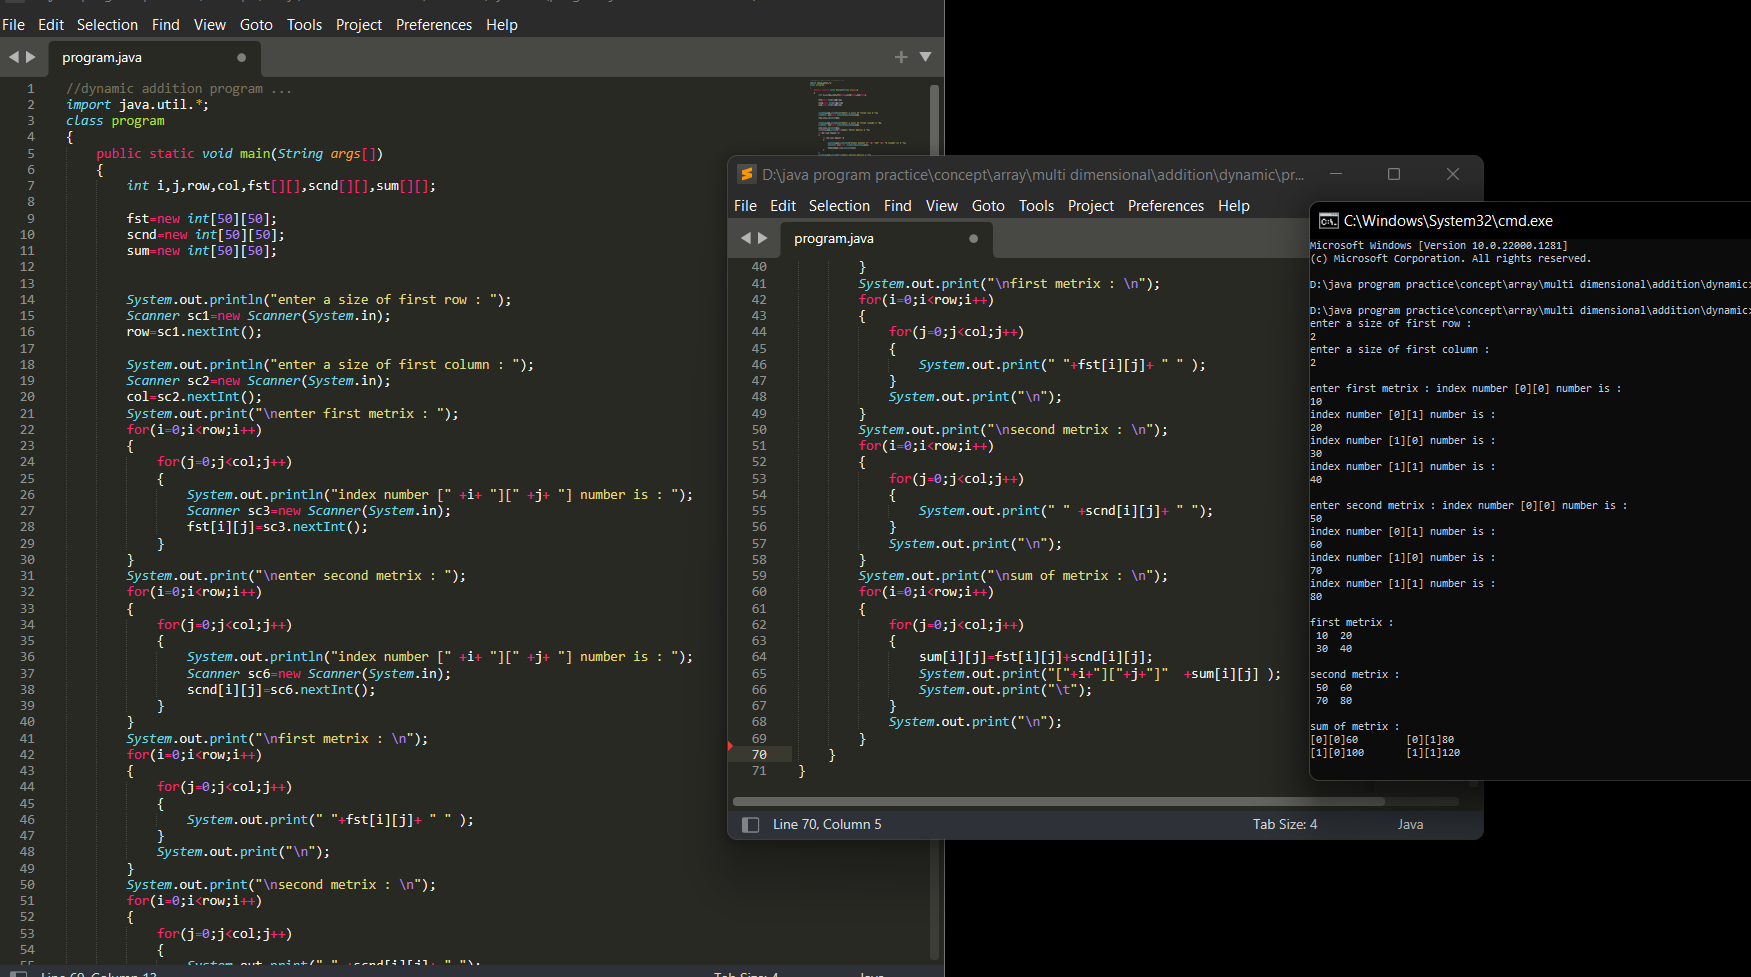 File Edit Selection Find View Goto Tools Project Preferences Help
program.java
1 //dynamic addition program ...
2 import java.util.*;
3 class program
4 {
5 public static void main(String args[])
6 {
7 int i,j,row,col,fst[][],scnd[][],sum[][];
8
9 fst=new int[50][50];
10 scnd=new int[50][50];
11 sum=new int[50][50];
12
13
14 System.out.println("enter a size of first row : ");
15 Scanner sc1=new Scanner(System.in);
16 row=sc1.nextInt();
17
18 System.out.println("enter a size of first column : ");
19 Scanner sc2=new Scanner(System.in);
20 col=sc2.nextInt();
21 System.out.print("\nenter first metrix : ");
22 for(i=0;i<row;i++)
23 {
24 for(j=0;j<col;j++)
25 {
26 System.out.println("index number [" +i+ "][" +j+ "] number is : ");
27 Scanner sc3=new Scanner(System.in);
28 fst[i][j]=sc3.nextInt();
29 }
30 }
31 System.out.print("\nenter second metrix : ");
32 for(i=0;i<row;i++)
33 {
34 for(j=0;j<col;j++)
35 {
36 System.out.println("index number [" +i+ "][" +j+ "] number is : ");
37 Scanner sc6=new Scanner(System.in);
38 scnd[i][j]=sc6.nextInt();
39 }
40 }
41 System.out.print("\nfirst metrix : \n");
42 for(i=0;i<row;i++)
43 {
44 for(j=0;j<col;j++)
45 {
46 System.out.print(" "+fst[i][j]+ " " );
47 }
48 System.out.print("\n");
49 }
50 System.out.print("\nsecond metrix : \n");
51 for(i=0;i<row;i++)
52 {
53 for(j=0;j<col;j++)
54 {
55 System.out.print(" " +scnd[i][j]+ " ");
D:\java program practice\concept\array\multi dimensional\addition\dynamic\pr...
File Edit Selection Find View Goto Tools Project Preferences Help
program.java
40 }
41 System.out.print("\nfirst metrix : \n");
42 for(i=0;i<row;i++)
43 {
44 for(j=0;j<col;j++)
45 {
46 System.out.print(" "+fst[i][j]+ " " );
47 }
48 System.out.print("\n");
49 }
50 System.out.print("\nsecond metrix : \n");
51 for(i=0;i<row;i++)
52 {
53 for(j=0;j<col;j++)
54 {
55 System.out.print(" " +scnd[i][j]+ " ");
56 }
57 System.out.print("\n");
58 }
59 System.out.print("\nsum of metrix : \n");
60 for(i=0;i<row;i++)
61 {
62 for(j=0;j<col;j++)
63 {
64 sum[i][j]=fst[i][j]+scnd[i][j];
65 System.out.print("["+i+"]["+j+"]" +sum[i][j] );
66 System.out.print("\t");
67 }
68 System.out.print("\n");
69 }
70 }
71 }
Line 70, Column 5 Tab Size: 4 Java
C:\Windows\System32\cmd.exe
Microsoft Windows [Version 10.0.22000.1281]
(c) Microsoft Corporation. All rights reserved.
D:\java program practice\concept\array\multi dimensional\addition\dynamic>
D:\java program practice\concept\array\multi dimensional\addition\dynamic>
enter a size of first row :
2
enter a size of first column :
2
enter first metrix : index number [0][0] number is :
10
index number [0][1] number is :
20
index number [1][0] number is :
30
index number [1][1] number is :
40
enter second metrix : index number [0][0] number is :
50
index number [0][1] number is :
60
index number [1][0] number is :
70
index number [1][1] number is :
80
first metrix :
10 20
30 40
second metrix :
50 60
70 80
sum of metrix :
[0][0]60 [0][1]80
[1][0]100 [1][1]120